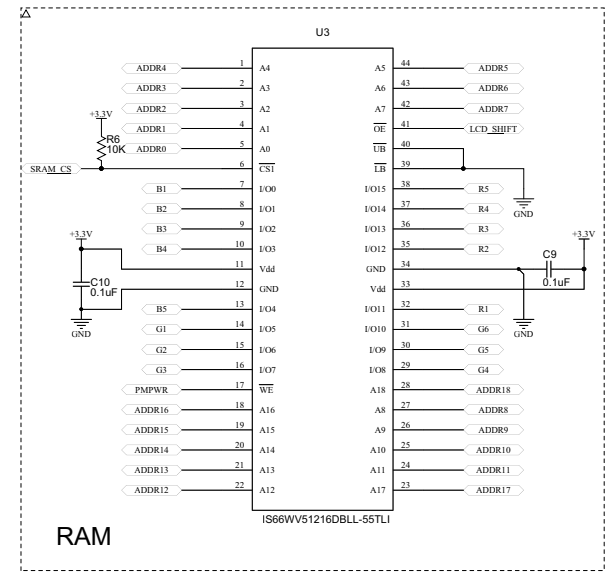 U3
ADDR4 1 A4 A5 44 ADDR5
ADDR3 2 A3 A6 43 ADDR6
ADDR2 3 A2 A7 42 ADDR7
+3.3V
ADDR1 4 A1 OE 41 LCD_SHIFT
R6
10K
ADDR0 5 A0 UB 40
SRAM_CS 6 CS1 LB 39
B1 7 I/O0 I/O15 38 R5
B2 8 I/O1 I/O14 37 R4
GND
B3 9 I/O2 I/O13 36 R3
+3.3V +3.3V
B4 10 I/O3 I/O12 35 R2
C9
0.1uF
11 Vdd GND 34
C10
0.1uF
12 GND Vdd 33
B5 13 I/O4 I/O11 32 R1
GND GND
G1 14 I/O5 I/O10 31 G6
G2 15 I/O6 I/O9 30 G5
G3 16 I/O7 I/O8 29 G4
PMPWR 17 WE A18 28 ADDR18
ADDR16 18 A16 A8 27 ADDR8
ADDR15 19 A15 A9 26 ADDR9
ADDR14 20 A14 A10 25 ADDR10
ADDR13 21 A13 A11 24 ADDR11
ADDR12 22 A12 A17 23 ADDR17
IS66WV51216DBLL-55TLI
RAM